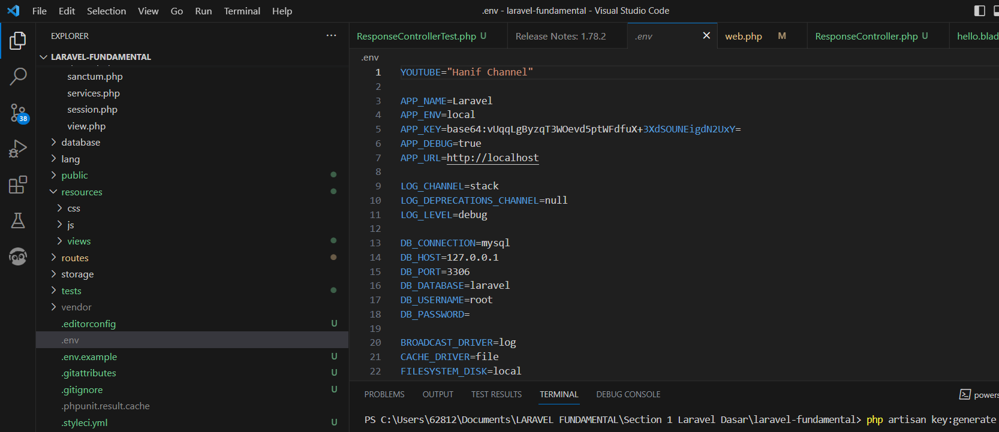 File Edit Selection View Go Run Terminal Help
.env - laravel-fundamental - Visual Studio Code
EXPLORER
LARAVEL-FUNDAMENTAL
sanctum.php
services.php
session.php
view.php
database
lang
public
resources
css
js
views
routes
storage
tests
vendor
.editorconfig U
.env
.env.example U
.gitattributes U
.gitignore U
.phpunit.result.cache
.styleci.yml U
38
ResponseControllerTest.php U Release Notes: 1.78.2 .env web.php M ResponseController.php U hello.blad
.env
1 YOUTUBE="Hanif Channel"
2
3 APP_NAME=Laravel
4 APP_ENV=local
5 APP_KEY=base64:vUqqLgByzqT3WOevd5ptWFdfuX+3XdSOUNEigdN2UxY=
6 APP_DEBUG=true
7 APP_URL=http://localhost
8
9 LOG_CHANNEL=stack
10 LOG_DEPRECATIONS_CHANNEL=null
11 LOG_LEVEL=debug
12
13 DB_CONNECTION=mysql
14 DB_HOST=127.0.0.1
15 DB_PORT=3306
16 DB_DATABASE=laravel
17 DB_USERNAME=root
18 DB_PASSWORD=
19
20 BROADCAST_DRIVER=log
21 CACHE_DRIVER=file
22 FILESYSTEM_DISK=local
PROBLEMS OUTPUT TEST RESULTS TERMINAL DEBUG CONSOLE powers
PS C:\Users\62812\Documents\LARAVEL FUNDAMENTAL\Section 1 Laravel Dasar\laravel-fundamental> php artisan key:generate